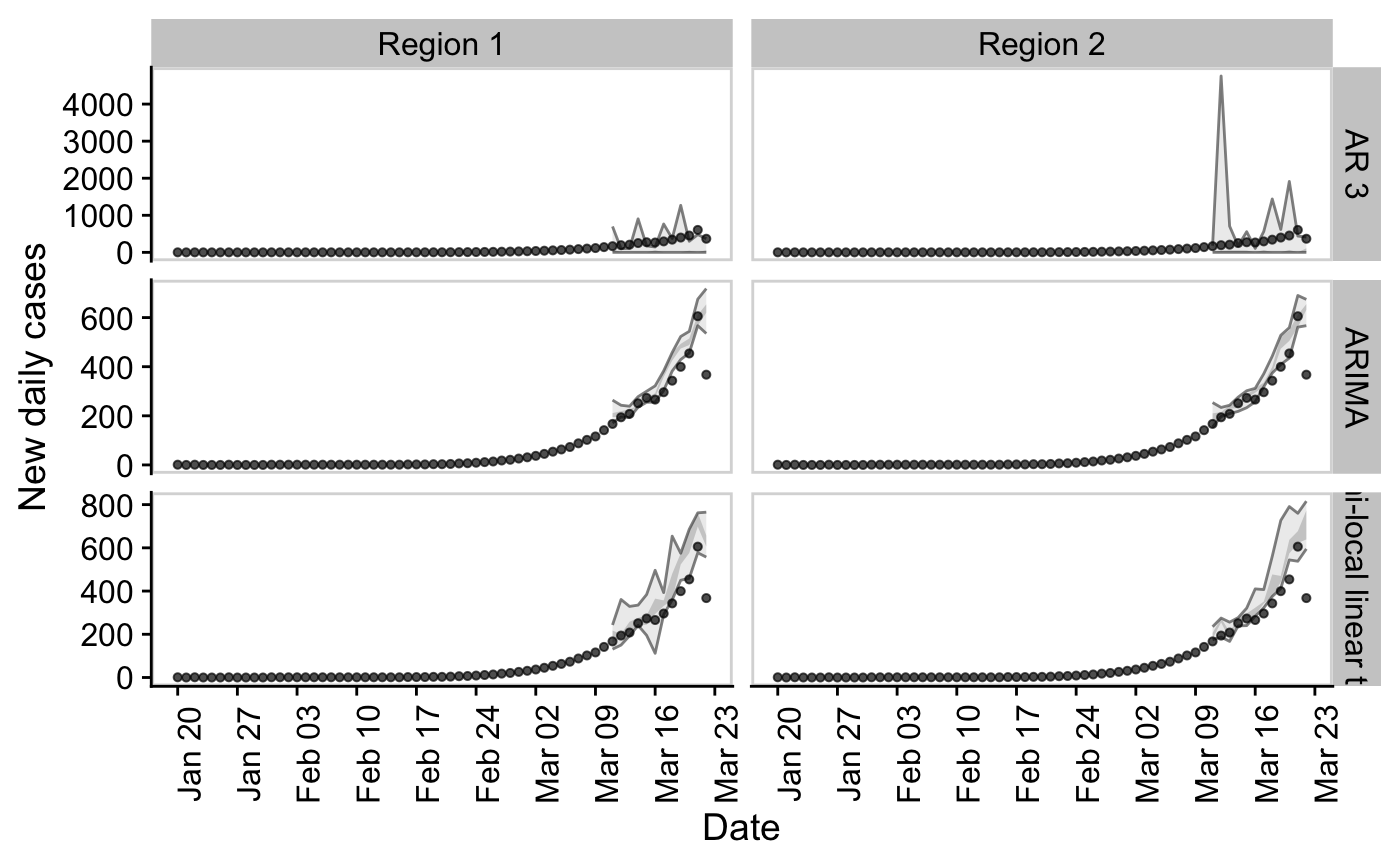 Region 1
Region 2
4000
3000
2000
1000
0
AR 3
600
400
200
0
ARIMA
800
600
400
200
0
i-local linear t
New daily cases
Jan 20
Jan 27
Feb 03
Feb 10
Feb 17
Feb 24
Mar 02
Mar 09
Mar 16
Mar 23
Jan 20
Jan 27
Feb 03
Feb 10
Feb 17
Feb 24
Mar 02
Mar 09
Mar 16
Mar 23
Date